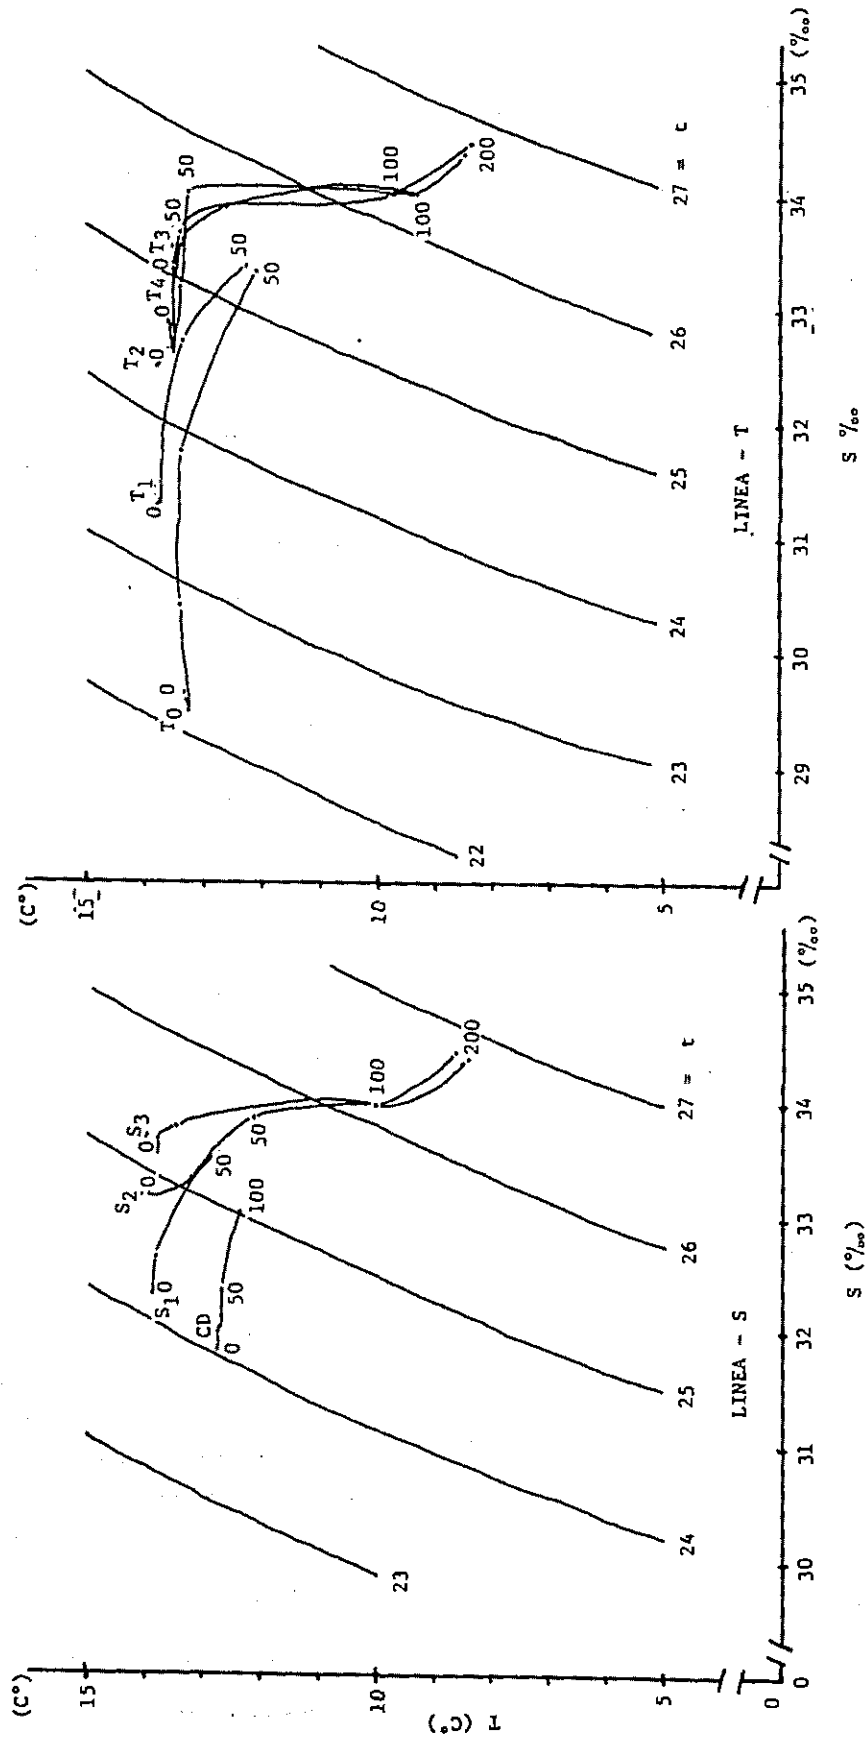 (C°)
15
10
5
0
T (C°)
S1 0
S2 0
0 S3
CD
0
50
100
50
50
100
200
23
24
25
26
27 = t
LINEA - S
0
30
31
32
33
34
35 (‰)
S (‰)
(C°)
15
10
5
T0 0
0 T1
T2 0
0 T4
0 T3
50
50
50
50
100
100
200
22
23
24
25
26
27 = t
LINEA - T
29
30
31
32
33
34
35 (‰)
S ‰